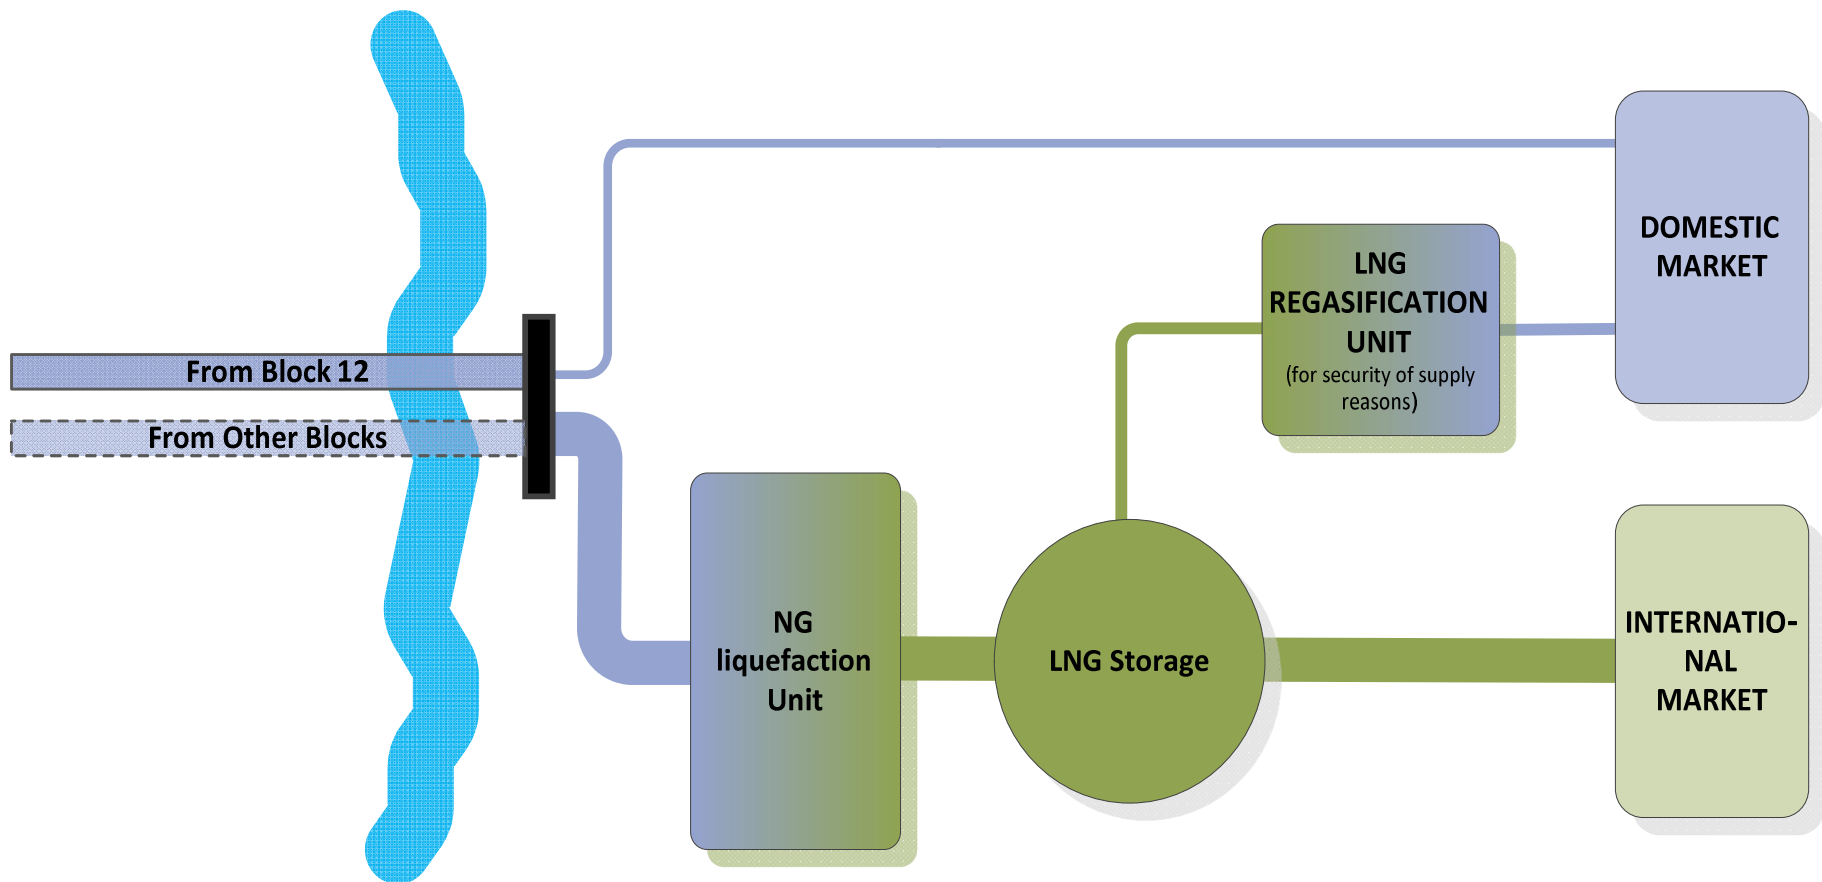 From Block 12
From Other Blocks
NG
liquefaction
Unit
LNG Storage
LNG
REGASIFICATION
UNIT
(for security of supply
reasons)
DOMESTIC
MARKET
INTERNATIO-
NAL
MARKET